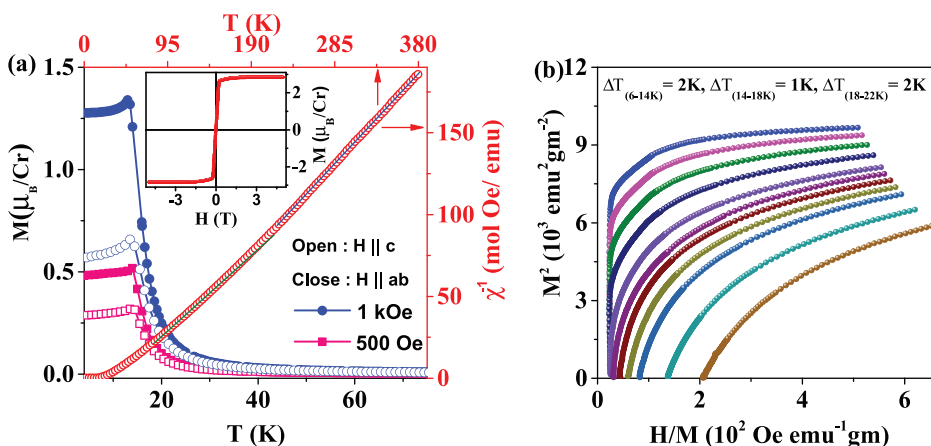 T (K)
5 95 190 285 380
(a)
1.5
1.0
0.5
0.0
M(μB/Cr)
2
0
-2
M (μB/Cr)
-3 0 3
H (T)
150
100
50
0
χ-1 (mol Oe/ emu)
Open : H || c
Close : H || ab
1 kOe
500 Oe
20 40 60
T (K)
(b)
ΔT(6-14K)= 2K, ΔT(14-18K)= 1K, ΔT(18-22K)= 2K
12
9
6
3
0
M2 (103 emu2gm-2)
0 2 4 6
H/M (102 Oe emu-1gm)